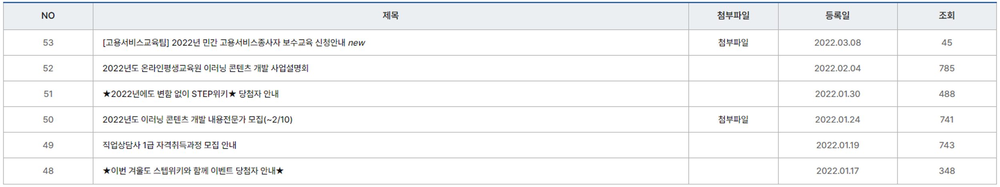 NO 제목 첨부파일 등록일 조회
53 [고용서비스교육팀] 2022년 민간 고용서비스종사자 보수교육 신청안내 new 첨부파일 2022.03.08 45
52 2022년도 온라인평생교육원 이러닝 콘텐츠 개발 사업설명회 2022.02.04 785
51 ★2022년에도 변함 없이 STEP위키★ 당첨자 안내 2022.01.30 488
50 2022년도 이러닝 콘텐츠 개발 내용전문가 모집(~2/10) 첨부파일 2022.01.24 741
49 직업상담사 1급 자격취득과정 모집 안내 2022.01.19 743
48 ★이번 겨울도 스텝위키와 함께 이벤트 당첨자 안내★ 2022.01.17 348